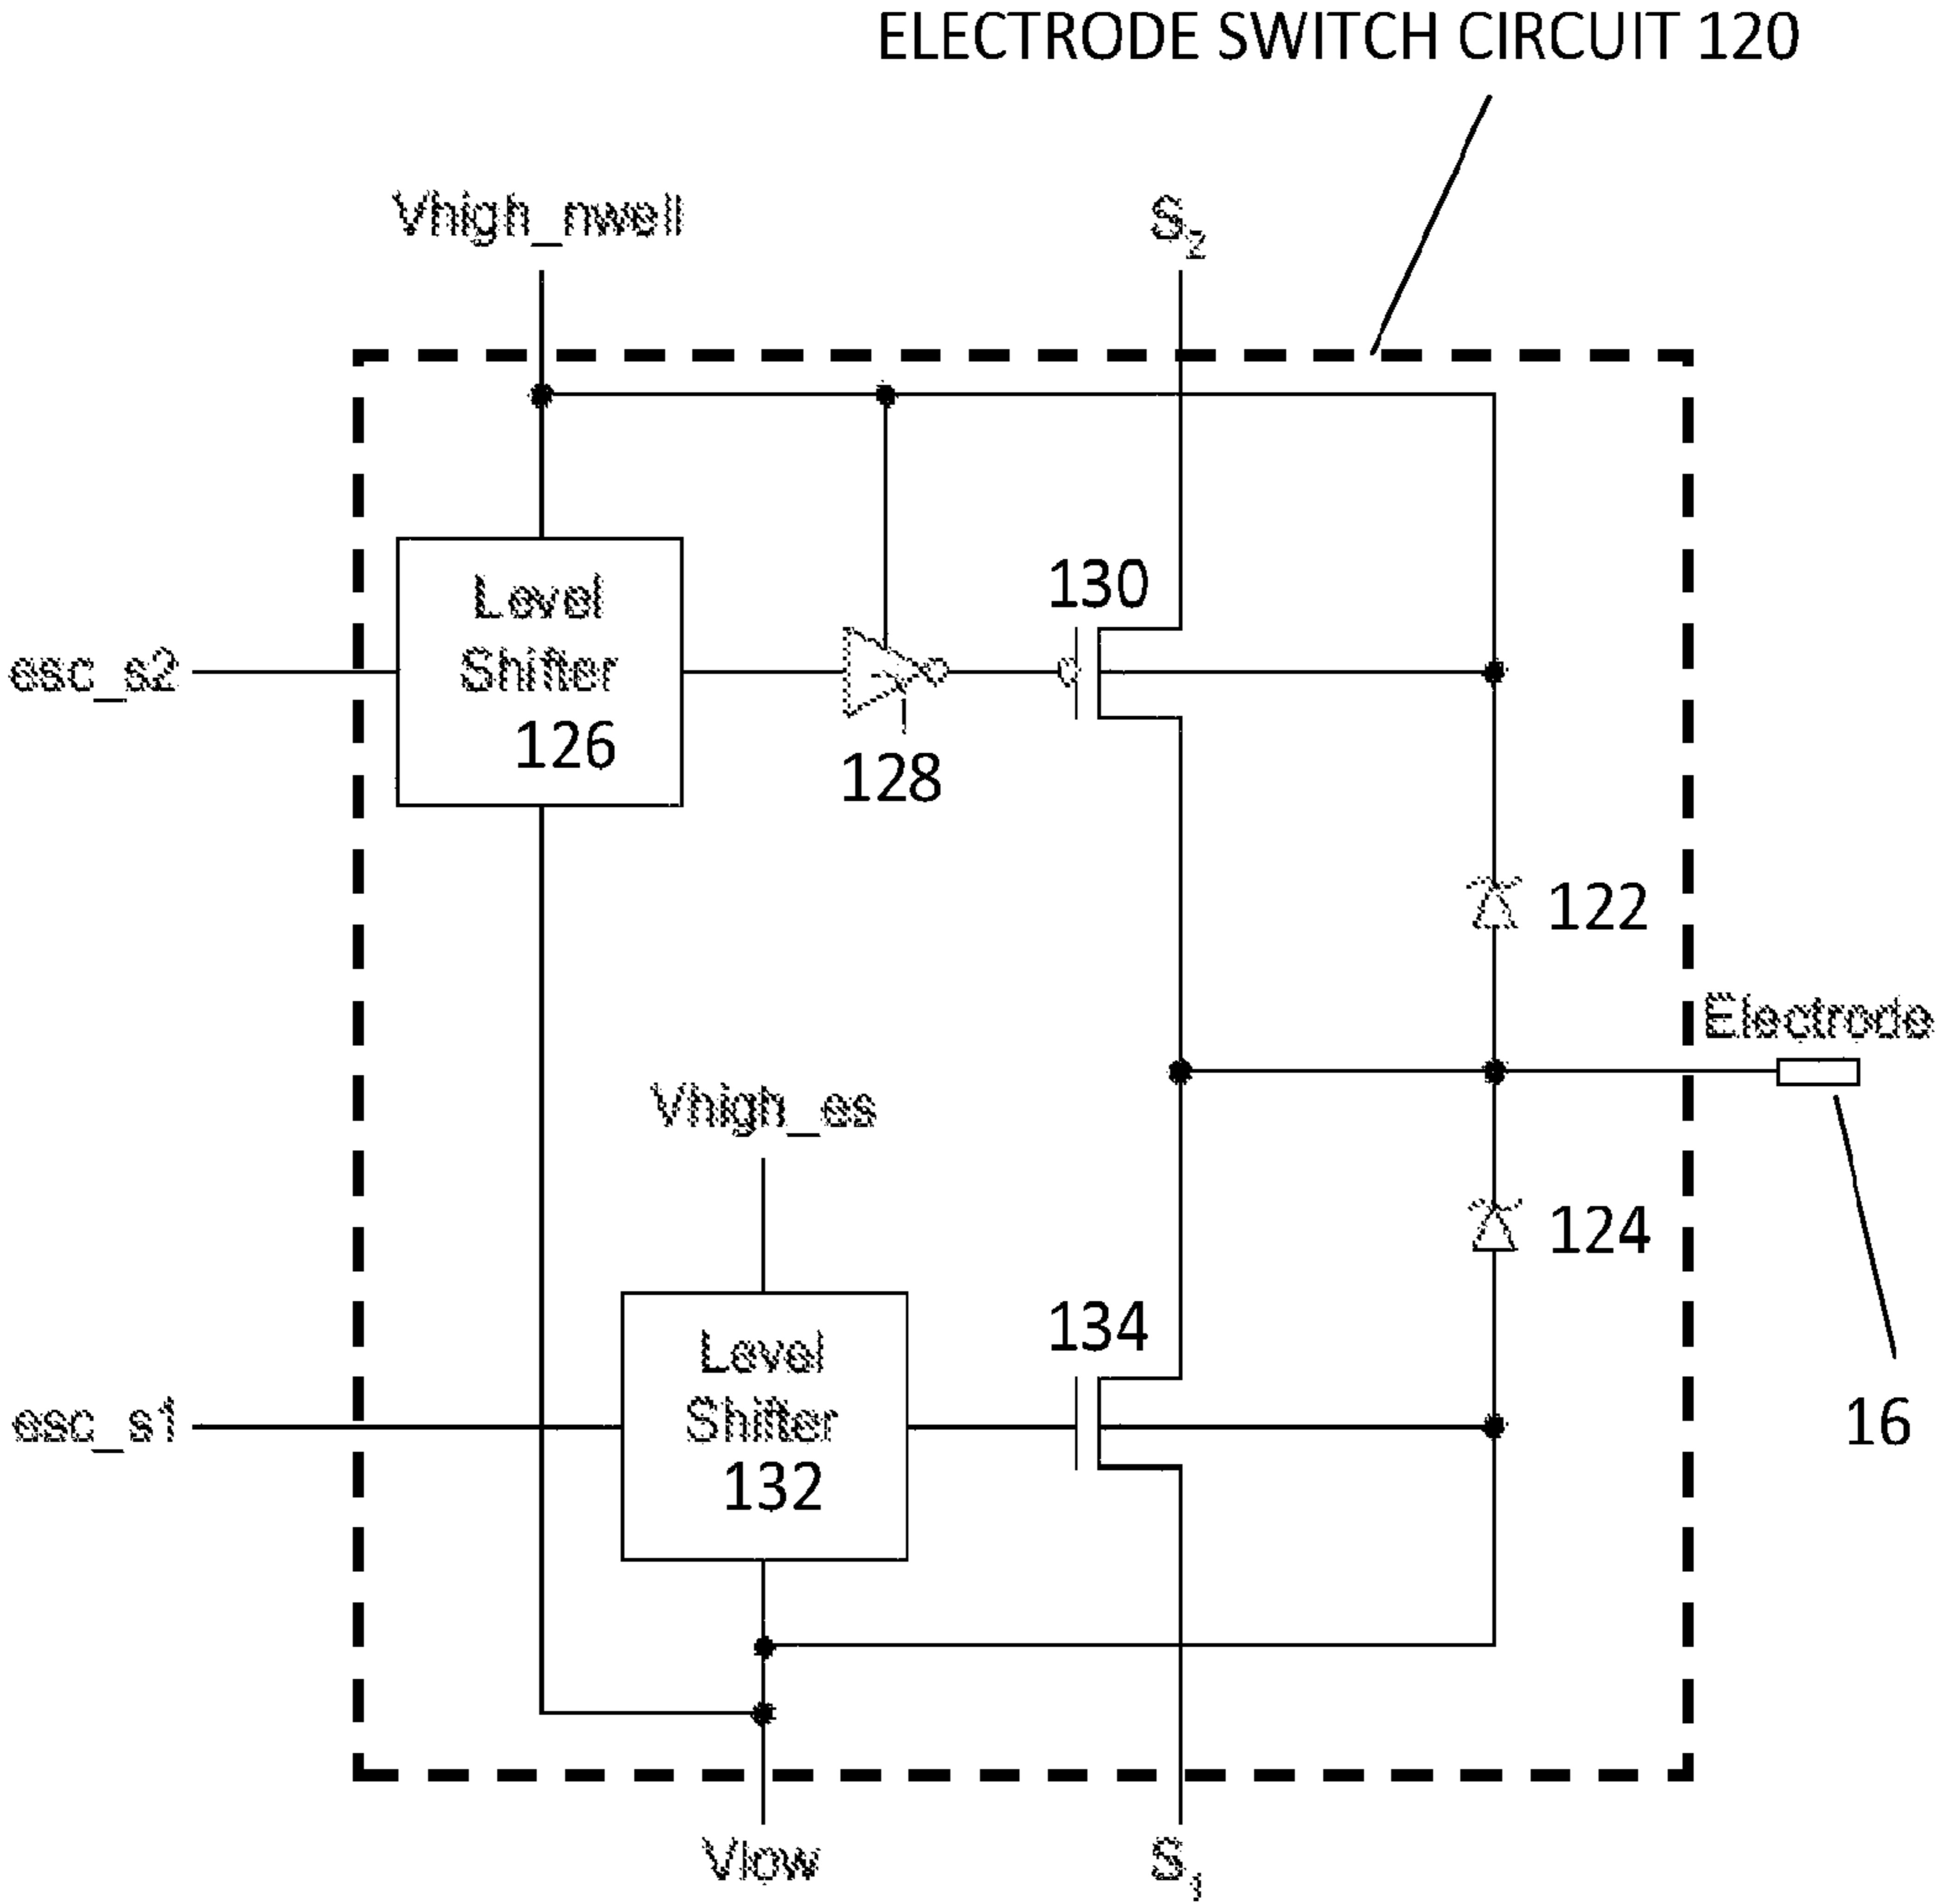 ELECTRODE SWITCH CIRCUIT 120
Vhigh_nwell
S2
130
Level
Shifter
126
esc_s2
128
122
Electrode
Vhigh_es
124
134
Level
Shifter
132
esc_s1
16
Vlow
S1